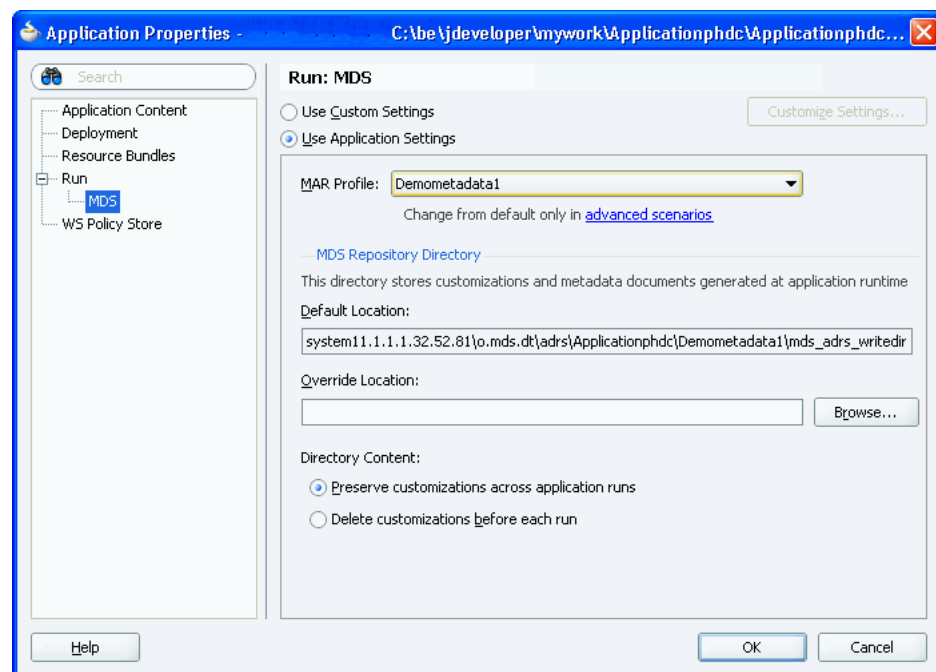 Application Properties - C:\be\jdeveloper\mywork\Applicationphdc\Applicationphdc...
Search
Application Content
Deployment
Resource Bundles
Run
MDS
WS Policy Store
Run: MDS
Use Custom Settings
Customize Settings...
Use Application Settings
MAR Profile: Demometadata1
Change from default only in advanced scenarios
MDS Repository Directory
This directory stores customizations and metadata documents generated at application runtime
Default Location:
system11.1.1.1.32.52.81\o.mds.dt\adrs\Applicationphdc\Demometadata1\mds_adrs_writedir
Override Location:
Browse...
Directory Content:
Preserve customizations across application runs
Delete customizations before each run
Help
OK
Cancel